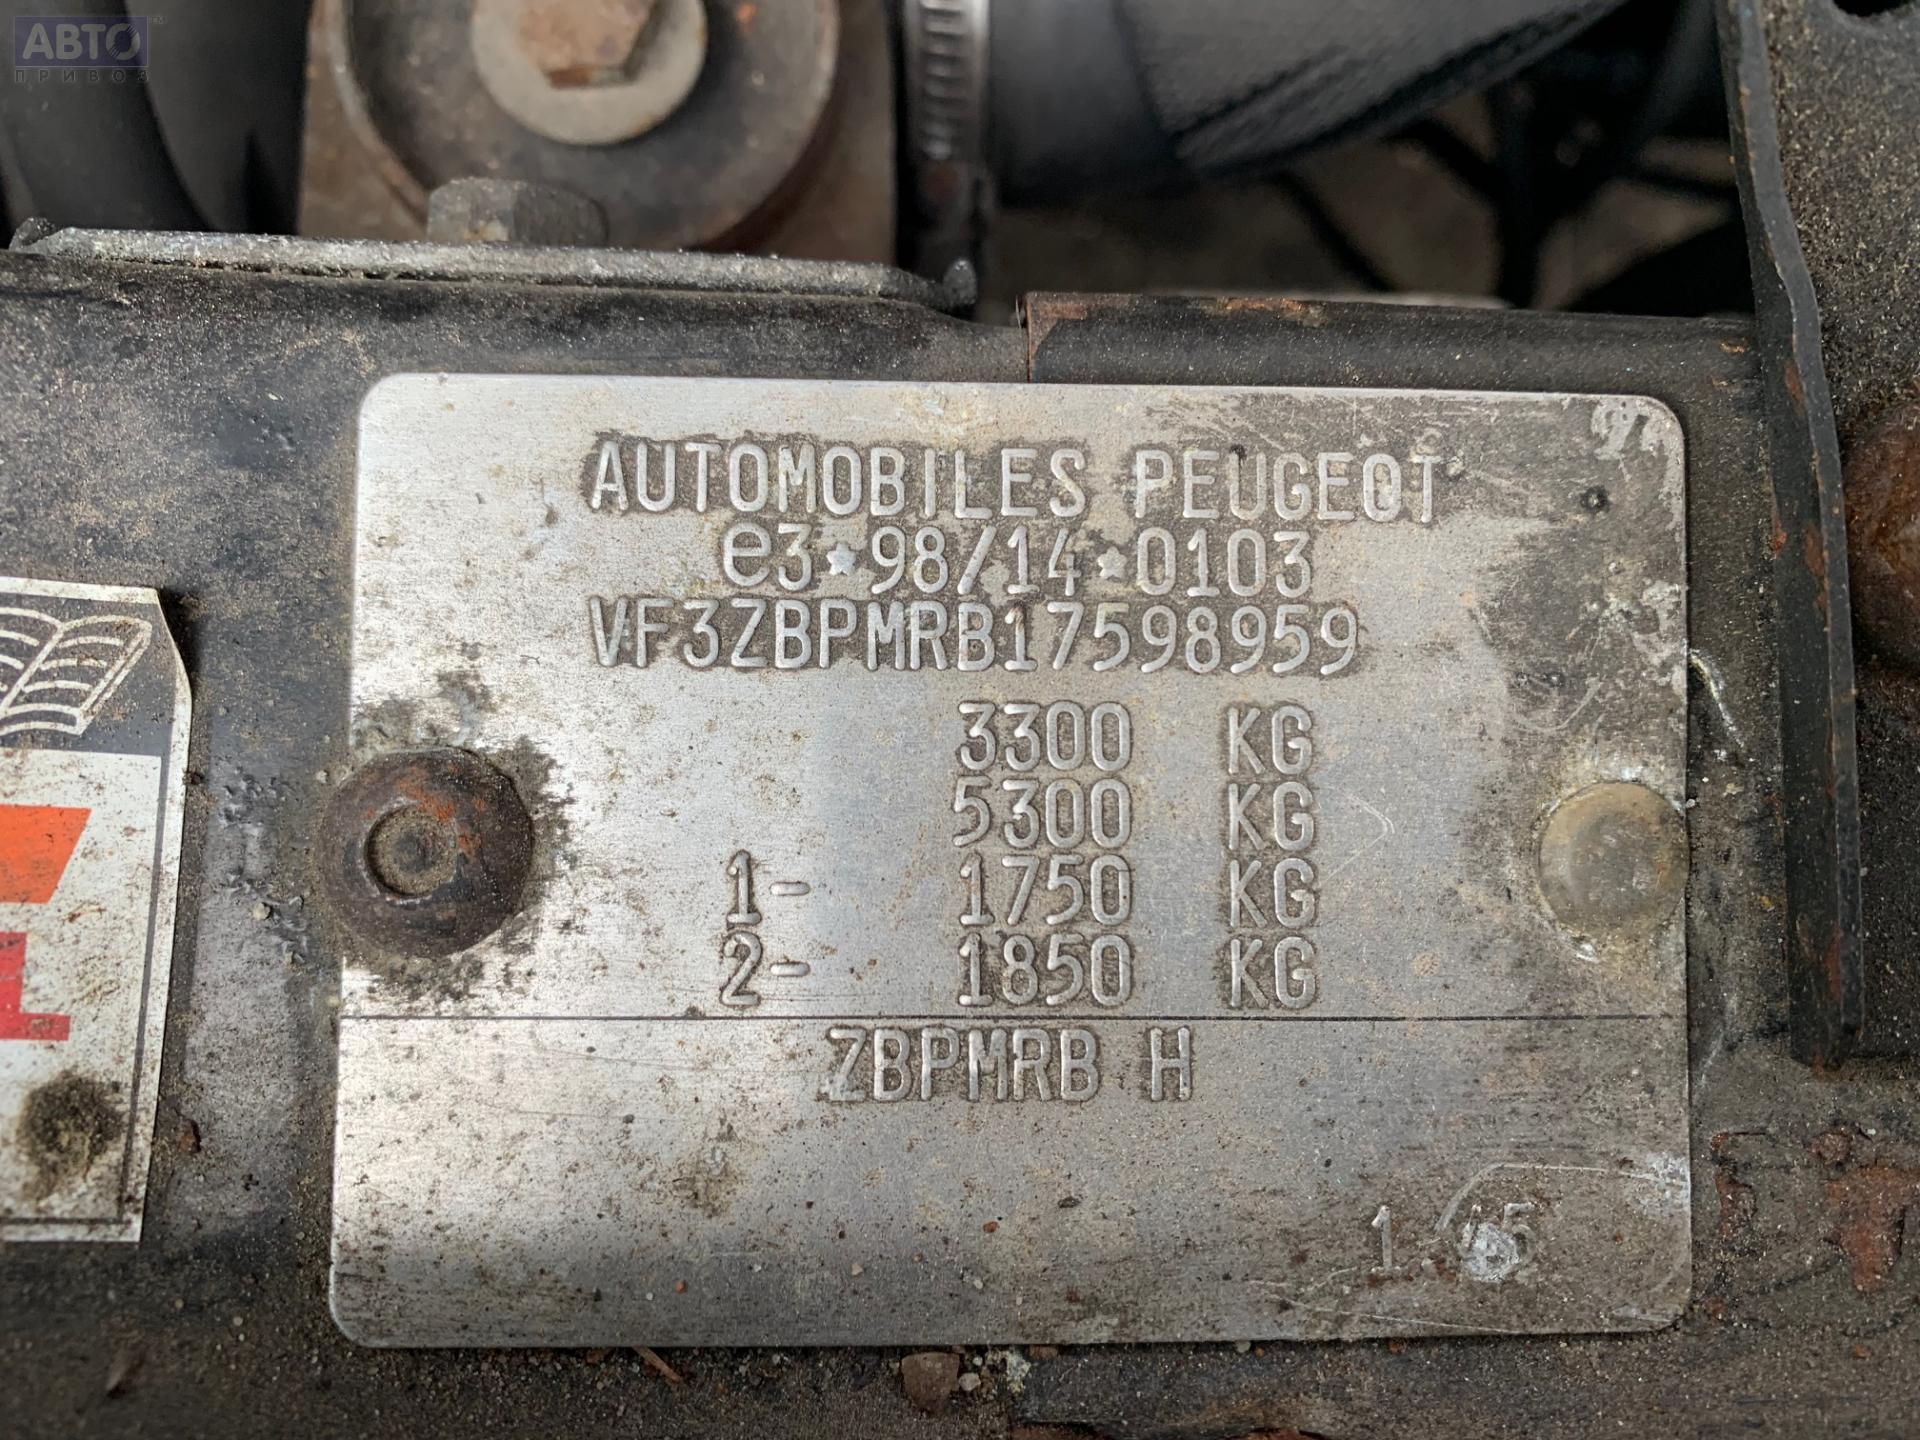 АВТО™
ПРИВОЗ
AUTOMOBILES PEUGEOT
e3*98/14*0103
VF3ZBPMRB17598959
3300 KG
5300 KG
1- 1750 KG
2- 1850 KG
ZBPMRB H